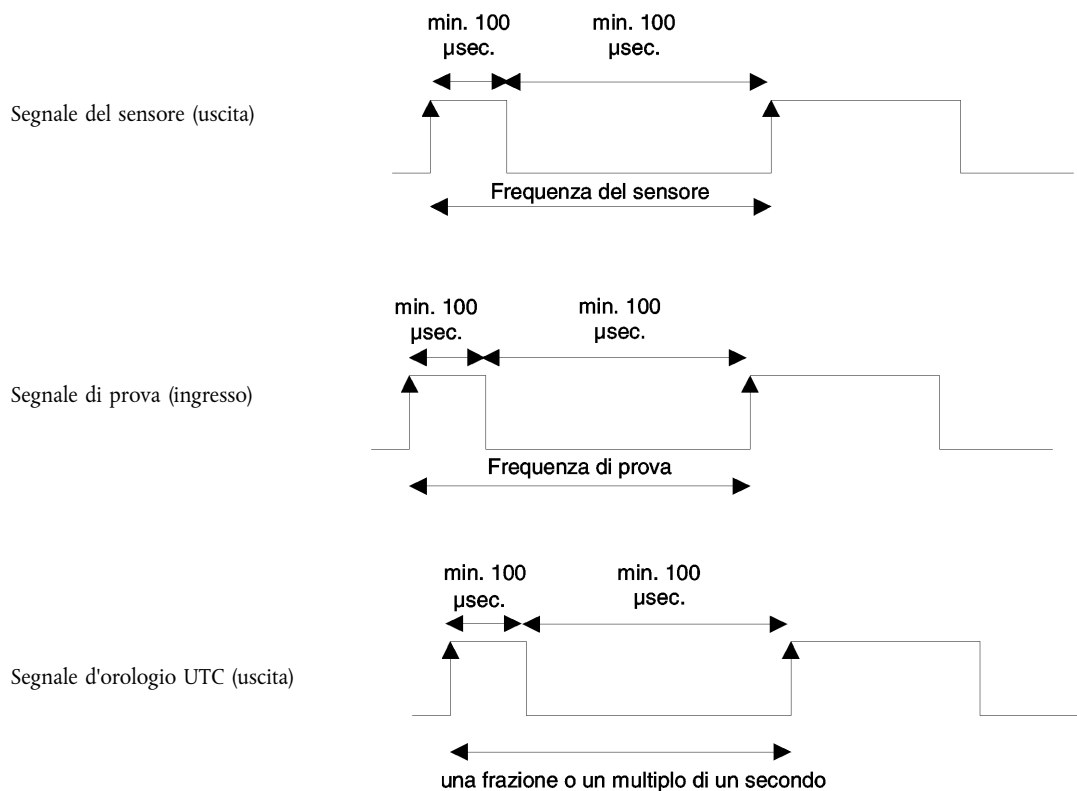 min. 100
µsec.
min. 100
µsec.
Segnale del sensore (uscita)
Frequenza del sensore
min. 100
µsec.
min. 100
µsec.
Segnale di prova (ingresso)
Frequenza di prova
min. 100
µsec.
min. 100
µsec.
Segnale d'orologio UTC (uscita)
una frazione o un multiplo di un secondo